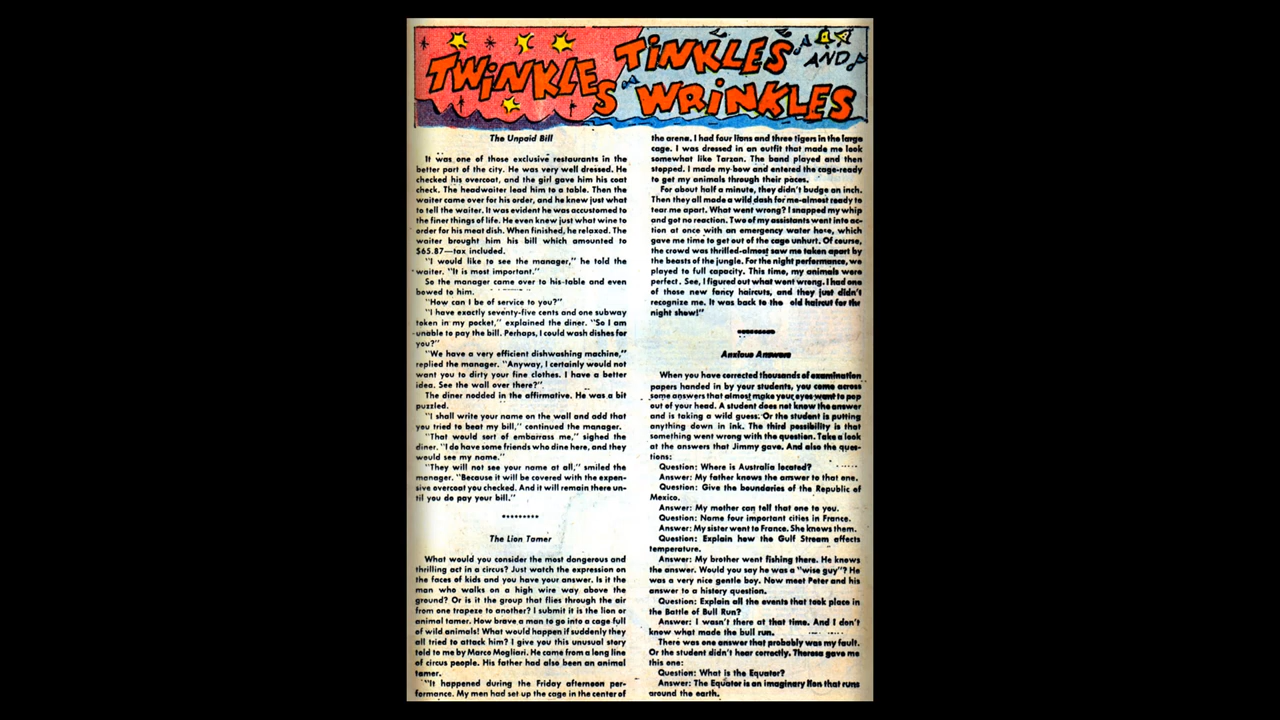 TWINKLES TINKLES AND WRINKLES
The Unpaid Bill
It was one of those exclusive restaurants in the
better part of the city. He was very well dressed. He
checked his overcoat, and the girl gave him his coat
check. The headwaiter lead him to a table. Then the
waiter came over for his order, and he knew just what
to tell the waiter. It was evident he was accustomed to
the finer things of life. He even knew just what wine to
order for his meat dish. When finished, he relaxed. The
waiter brought him his bill which amounted to
$65.87—tax included.
"I would like to see the manager," he told the
waiter. "It is most important."
So the manager came over to his-table and even
bowed to him.
"How can I be of service to you?"
"I have exactly seventy-five cents and one subway
token in my pocket," explained the diner. "So I am
unable to pay the bill. Perhaps, I could wash dishes for
you?"
"We have a very efficient dishwashing machine,"
replied the manager. "Anyway, I certainly would not
want you to dirty your fine clothes. I have a better
idea. See the wall over there?"
The diner nodded in the affirmative. He was a bit
puzzled.
"I shall write your name on the wall and add that
you tried to beat my bill," continued the manager.
"That would sort of embarrass me," sighed the
diner. "I do have some friends who dine here, and they
would see my name."
"They will not see your name at all," smiled the
manager. "Because it will be covered with the expen-
sive overcoat you checked. And it will remain there un-
til you do pay your bill."
*********
The Lion Tamer
What would you consider the most dangerous and
thrilling act in a circus? Just watch the expression on
the faces of kids and you have your answer. Is it the
man who walks on a high wire way above the
ground? Or is it the group that flies through the air
from one trapeze to another? I submit it is the lion or
animal tamer. How brave a man to go into a cage full
of wild animals! What would happen if suddenly they
all tried to attack him? I give you this unusual story
told to me by Marco Mogliari. He came from a long line
of circus people. His father had also been an animal
tamer.
"It happened during the Friday afternoon per-
formance. My men had set up the cage in the center of
the arena. I had four lions and three tigers in the large
cage. I was dressed in an outfit that made me look
somewhat like Tarzan. The band played and then
stopped. I made my bow and entered the cage-ready
to get my animals through their paces.
For about half a minute, they didn't budge an inch.
Then they all made a wild dash for me-almost ready to
tear me apart. What went wrong? I snapped my whip
and got no reaction. Two of my assistants went into ac-
tion at once with an emergency water hose, which
gave me time to get out of the cage unhurt. Of course,
the crowd was thrilled-almost saw me taken apart by
the beasts of the jungle. For the night performance, we
played to full capacity. This time, my animals were
perfect. See, I figured out what went wrong. I had one
of those new fancy haircuts, and they just didn't
recognize me. It was back to the old haircut for the
night show!"
*********
Anxious Answers
When you have corrected thousands of examination
papers handed in by your students, you come across
some answers that almost make your eyes want to pop
out of your head. A student does not know the answer
and is taking a wild guess. Or the student is putting
anything down in ink. The third possibility is that
something went wrong with the question. Take a look
at the answers that Jimmy gave. And also the ques-
tions:
Question: Where is Australia located?
Answer: My father knows the answer to that one.
Question: Give the boundaries of the Republic of
Mexico.
Answer: My mother can tell that one to you.
Question: Name four important cities in France.
Answer: My sister went to France. She knows them.
Question: Explain how the Gulf Stream affects
temperature.
Answer: My brother went fishing there. He knows
the answer. Would you say he was a "wise guy"? He
was a very nice gentle boy. Now meet Peter and his
answer to a history question.
Question: Explain all the events that took place in
the Battle of Bull Run?
Answer: I wasn't there at that time. And I don't
know what made the bull run.
There was one answer that probably was my fault.
Or the student didn't hear correctly. Theresa gave me
this one:
Question: What is the Equator?
Answer: The Equator is an imaginary lion that runs
around the earth.